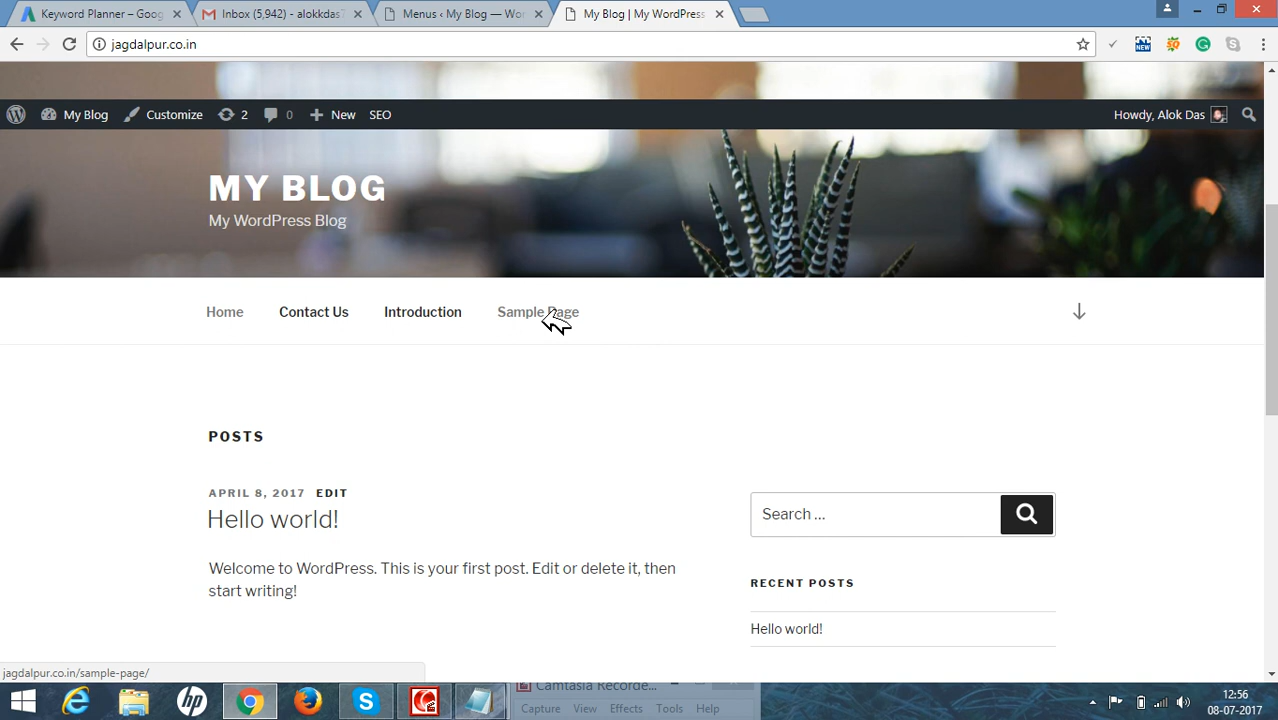 Keyword Planner – Goog
Inbox (5,942) - alokkdas7
Menus ‹ My Blog — Wor
My Blog | My WordPress
jagdalpur.co.in
My Blog
Customize
2
0
New
SEO
Howdy, Alok Das
MY BLOG
My WordPress Blog
Home
Contact Us
Introduction
Sample Page
POSTS
APRIL 8, 2017 EDIT
Hello world!
Welcome to WordPress. This is your first post. Edit or delete it, then
start writing!
Search …
RECENT POSTS
Hello world!
jagdalpur.co.in/sample-page/
Camtasia Recorde...
Capture View Effects Tools Help
12:56
08-07-2017